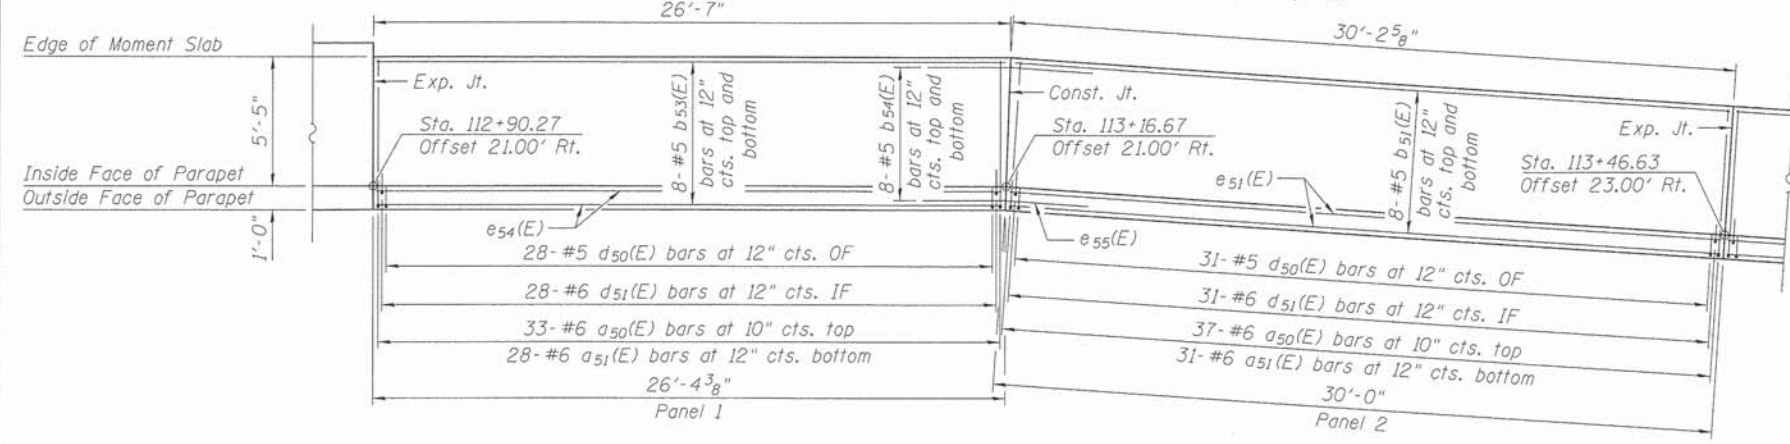 26'-7"
30'-2 5/8"
Edge of Moment Slab
5'-5"
Exp. Jt.
Sta. 112+90.27
Offset 21.00' Rt.
8-#5 b53(E)
bars at 12"
cts. top and
bottom
8-#5 b54(E)
bars at 12"
cts. top and
bottom
Const. Jt.
Sta. 113+16.67
Offset 21.00' Rt.
8-#5 b51(E)
bars at 12"
cts. top and
bottom
Exp. Jt.
Sta. 113+46.63
Offset 23.00' Rt.
Inside Face of Parapet
Outside Face of Parapet
1'-0"
e54(E)
e55(E)
e51(E)
28-#5 d50(E) bars at 12" cts. OF
28-#6 d51(E) bars at 12" cts. IF
33-#6 a50(E) bars at 10" cts. top
28-#6 a51(E) bars at 12" cts. bottom
26'-4 3/8"
Panel 1
31-#5 d50(E) bars at 12" cts. OF
31-#6 d51(E) bars at 12" cts. IF
37-#6 a50(E) bars at 10" cts. top
31-#6 a51(E) bars at 12" cts. bottom
30'-0"
Panel 2